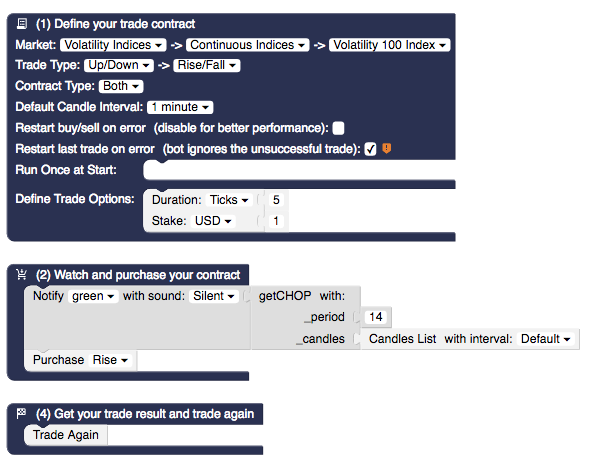 (1) Define your trade contract
Market: Volatility Indices -> Continuous Indices -> Volatility 100 Index
Trade Type: Up/Down -> Rise/Fall
Contract Type: Both
Default Candle Interval: 1 minute
Restart buy/sell on error (disable for better performance):
Restart last trade on error (bot ignores the unsuccessful trade):
Run Once at Start:
Define Trade Options: Duration: Ticks 5
Stake: USD 1
(2) Watch and purchase your contract
Notify green with sound: Silent getCHOP with:
_period 14
_candles Candles List with interval: Default
Purchase Rise
(4) Get your trade result and trade again
Trade Again